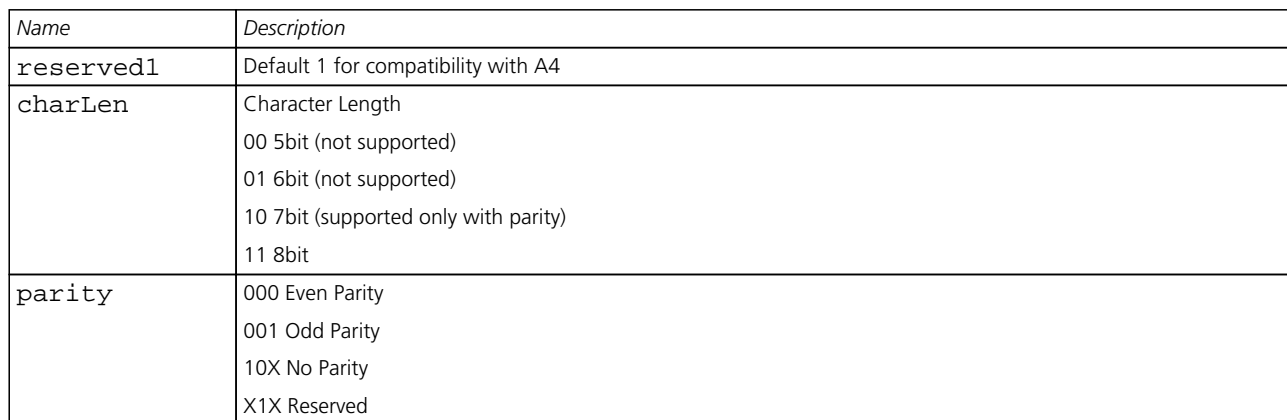 Name Description
reserved1 Default 1 for compatibility with A4
charLen Character Length
00 5bit (not supported)
01 6bit (not supported)
10 7bit (supported only with parity)
11 8bit
parity 000 Even Parity
001 Odd Parity
10X No Parity
X1X Reserved